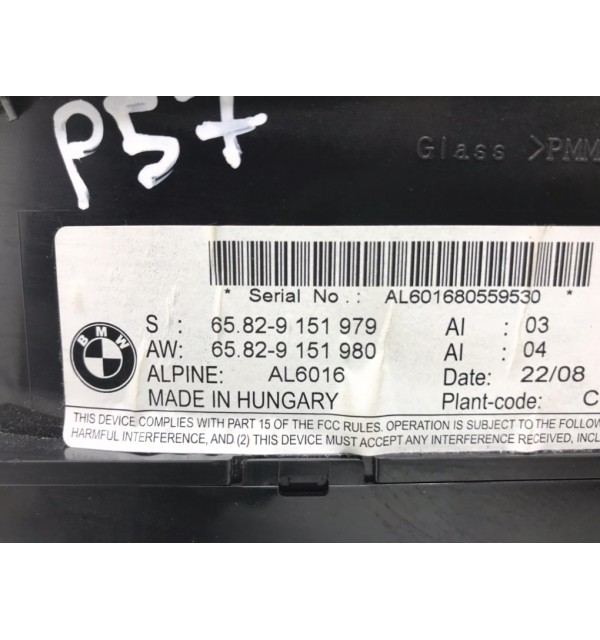 P57
Glass >PMM
* Serial No.: AL601680559530 *
BMW
S : 65.82-9 151 979 AI : 03
AW: 65.82-9 151 980 AI : 04
ALPINE: AL6016 Date: 22/08
MADE IN HUNGARY Plant-code: C
THIS DEVICE COMPLIES WITH PART 15 OF THE FCC RULES. OPERATION IS SUBJECT TO THE FOLLOW
HARMFUL INTERFERENCE, AND (2) THIS DEVICE MUST ACCEPT ANY INTERFERENCE RECEIVED, INCL